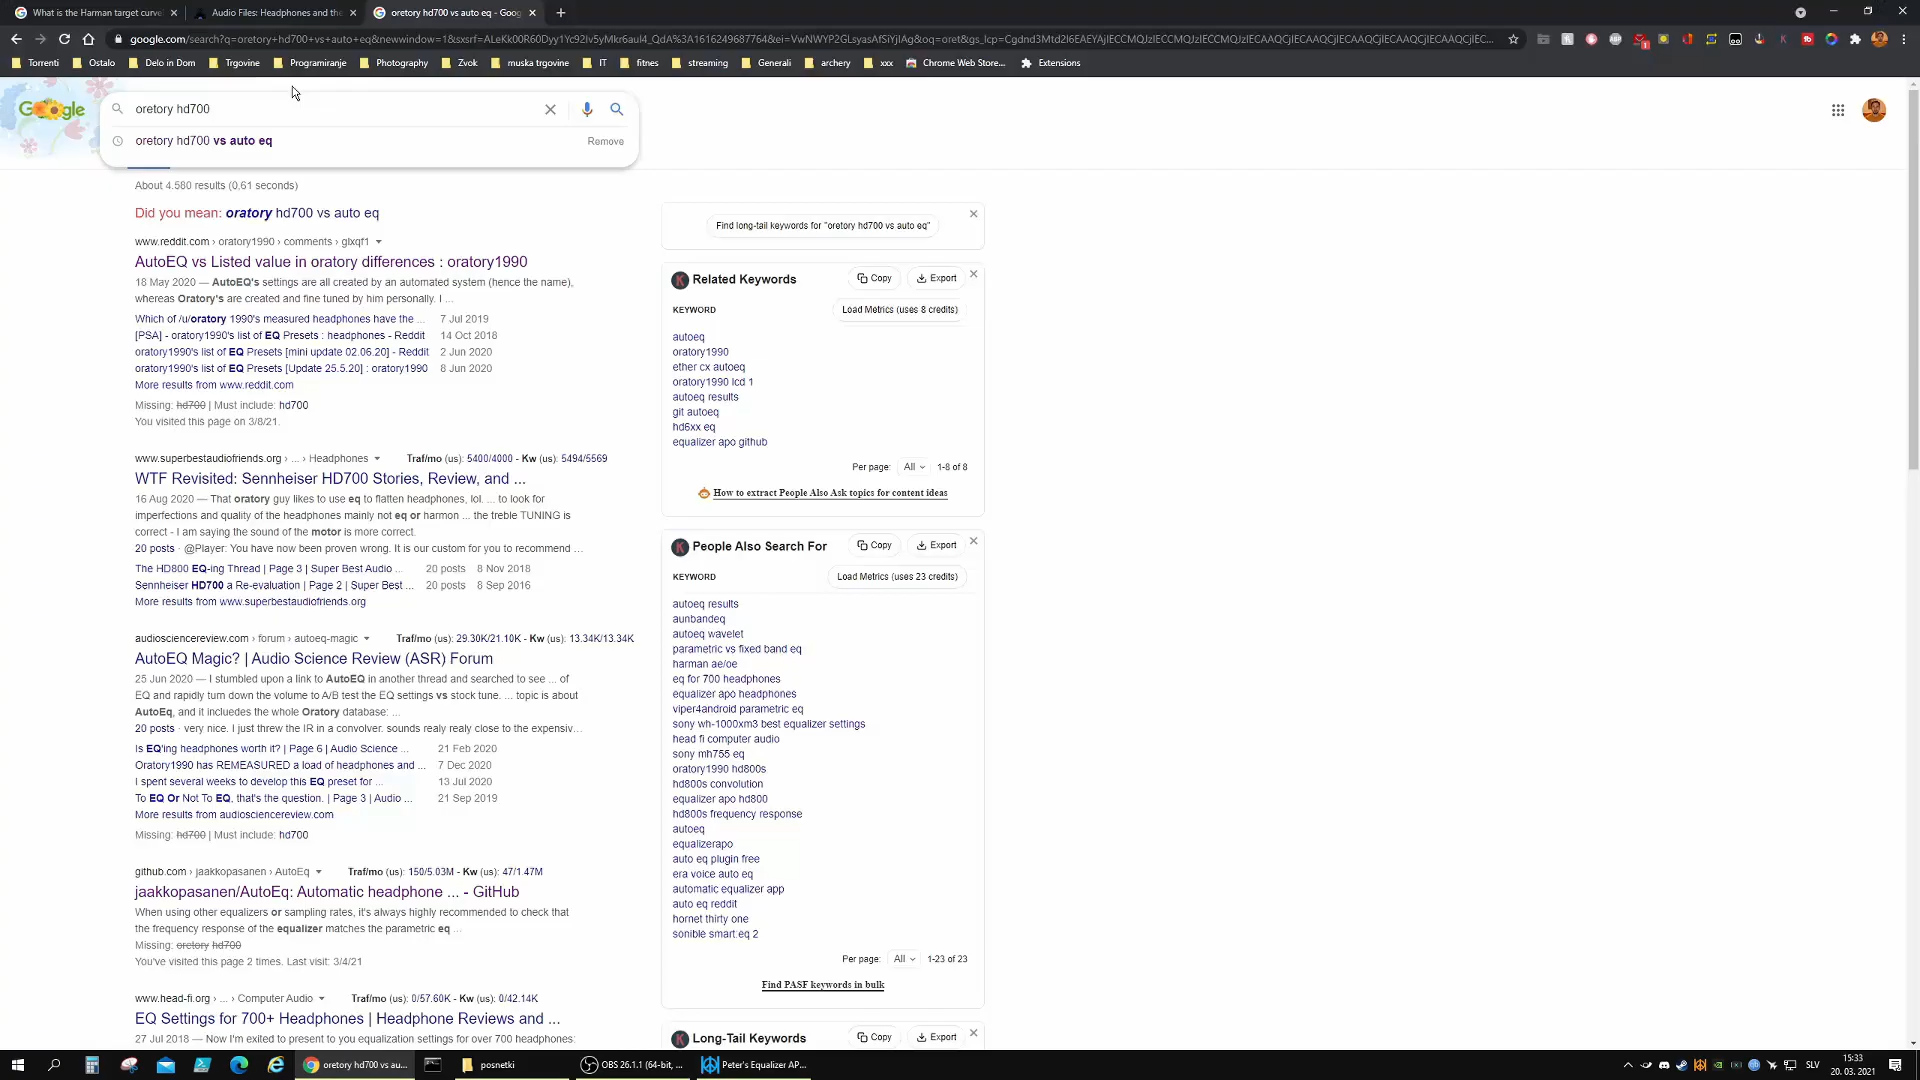 What is the Harman target curve
Audio Files: Headphones and the
oretory hd700 vs auto eq - Goog
google.com/search?q=oretory+hd700+vs+auto+eq&newwindow=1&sxsrf=ALeKk00R60Dyy1Yc92Iv5yMkr6aul4_QdA%3A1616249687764&ei=VwNWYP2GLsyasAfSiYjIAg&oq=oret&gs_lcp=Cgdnd3Mtd2l6EAEYAjIECCMQJzIECCMQJzIECCMQJzIECAAQCjIECAAQCjIECAAQCjIECAAQCjIECAAQCjIECAAQCjIECAAQCjIEC...
Torrenti
Ostalo
Delo in Dom
Trgovine
Programiranje
Photography
Zvok
muska trgovine
IT
fitnes
streaming
Generali
archery
xxx
Chrome Web Store...
Extensions
Google
oretory hd700
oretory hd700 vs auto eq
Remove
About 4.580 results (0,61 seconds)
Did you mean: oratory hd700 vs auto eq
www.reddit.com › oratory1990 › comments › glxqf1
AutoEQ vs Listed value in oratory differences : oratory1990
18 May 2020 — AutoEQ's settings are all created by an automated system (hence the name),
whereas Oratory's are created and fine tuned by him personally. I ...
Which of /u/oratory 1990's measured headphones have the ... 7 Jul 2019
[PSA] - oratory1990's list of EQ Presets : headphones - Reddit 14 Oct 2018
oratory1990's list of EQ Presets [mini update 02.06.20] - Reddit 2 Jun 2020
oratory1990's list of EQ Presets [Update 25.5.20] : oratory1990 8 Jun 2020
More results from www.reddit.com
Missing: hd700 | Must include: hd700
You visited this page on 3/8/21.
www.superbestaudiofriends.org › ... › Headphones
Traf/mo (us): 5400/4000 - Kw (us): 5494/5569
WTF Revisited: Sennheiser HD700 Stories, Review, and ...
16 Aug 2020 — That oratory guy likes to use eq to flatten headphones, lol. ... to look for
imperfections and quality of the headphones mainly not eq or harmon ... the treble TUNING is
correct - I am saying the sound of the motor is more correct.
20 posts · @Player: You have now been proven wrong. It is our custom for you to recommend ...
The HD800 EQ-ing Thread | Page 3 | Super Best Audio ... 20 posts 8 Nov 2018
Sennheiser HD700 a Re-evaluation | Page 2 | Super Best ... 20 posts 8 Sep 2016
More results from www.superbestaudiofriends.org
audiosciencereview.com › forum › autoeq-magic
Traf/mo (us): 29.30K/21.10K - Kw (us): 13.34K/13.34K
AutoEQ Magic? | Audio Science Review (ASR) Forum
25 Jun 2020 — I stumbled upon a link to AutoEQ in another thread and searched to see ... of
EQ and rapidly turn down the volume to A/B test the EQ settings vs stock tune. ... topic is about
AutoEq, and it incluedes the whole Oratory database: ...
20 posts · very nice. I just threw the IR in a convolver. sounds realy realy close to the expensiv...
Is EQ'ing headphones worth it? | Page 6 | Audio Science ... 21 Feb 2020
Oratory1990 has REMEASURED a load of headphones and ... 7 Dec 2020
I spent several weeks to develop this EQ preset for ... 13 Jul 2020
To EQ Or Not To EQ, that's the question. | Page 3 | Audio ... 21 Sep 2019
More results from audiosciencereview.com
Missing: hd700 | Must include: hd700
github.com › jaakkopasanen › AutoEq
Traf/mo (us): 150/5.03M - Kw (us): 47/1.47M
jaakkopasanen/AutoEq: Automatic headphone ... - GitHub
When using other equalizers or sampling rates, it's always highly recommended to check that
the frequency response of the equalizer matches the parametric eq ...
Missing: oretory hd700
You've visited this page 2 times. Last visit: 3/4/21
www.head-fi.org › ... › Computer Audio
Traf/mo (us): 0/57.60K - Kw (us): 0/42.14K
EQ Settings for 700+ Headphones | Headphone Reviews and ...
27 Jul 2018 — Now I'm exited to present to you equalization settings for over 700 headphones:
Find long-tail keywords for "oretory hd700 vs auto eq"
Related Keywords
Copy
Export
KEYWORD
Load Metrics (uses 8 credits)
autoeq
oratory1990
ether cx autoeq
oratory1990 lcd 1
autoeq results
git autoeq
hd6xx eq
equalizer apo github
Per page: All 1-8 of 8
How to extract People Also Ask topics for content ideas
People Also Search For
Copy
Export
KEYWORD
Load Metrics (uses 23 credits)
autoeq results
aunbandeq
autoeq wavelet
parametric vs fixed band eq
harman ae/oe
eq for 700 headphones
equalizer apo headphones
viper4android parametric eq
sony wh-1000xm3 best equalizer settings
head fi computer audio
sony mh755 eq
oratory1990 hd800s
hd800s convolution
equalizer apo hd800
hd800s frequency response
autoeq
equalizerapo
auto eq plugin free
era voice auto eq
automatic equalizer app
auto eq reddit
hornet thirty one
sonible smart:eq 2
Per page: All 1-23 of 23
Find PASF keywords in bulk
Long-Tail Keywords
Copy
Export
oretory hd700 vs au...
posnetki
OBS 26.1.1 (64-bit, ...
Peter's Equalizer AP...
SLV
15:33
20. 03. 2021